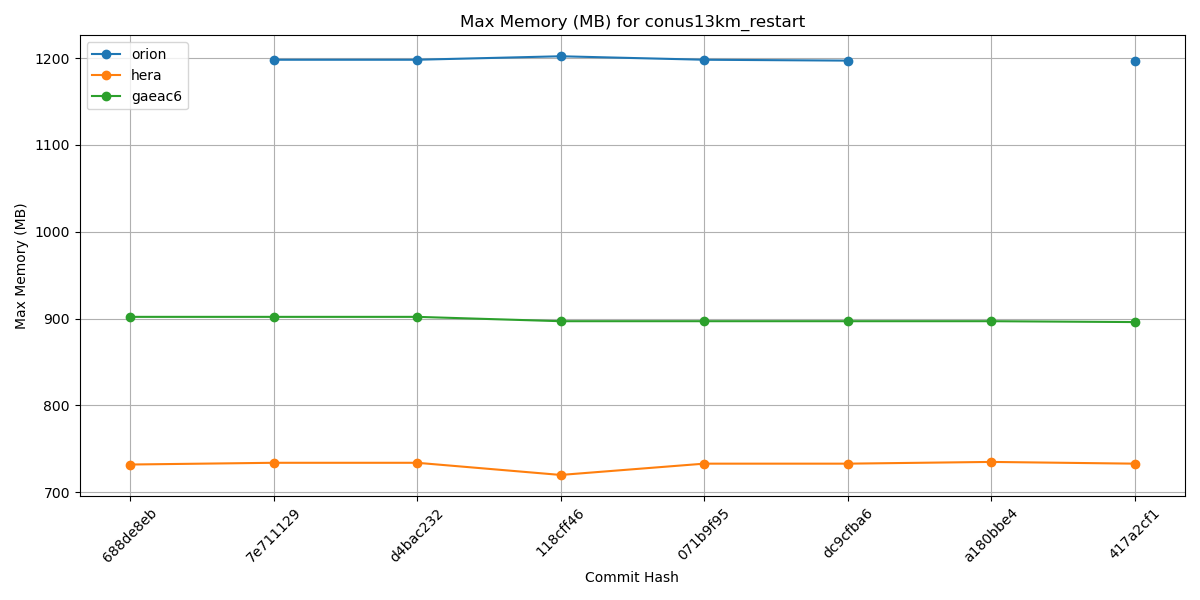 Max Memory (MB) for conus13km_restart
orion
hera
gaeac6
Max Memory (MB)
1200
1100
1000
900
800
700
688de8eb
7e711129
d4bac232
118cff46
071b9f95
dc9cfba6
a180bbe4
417a2cf1
Commit Hash